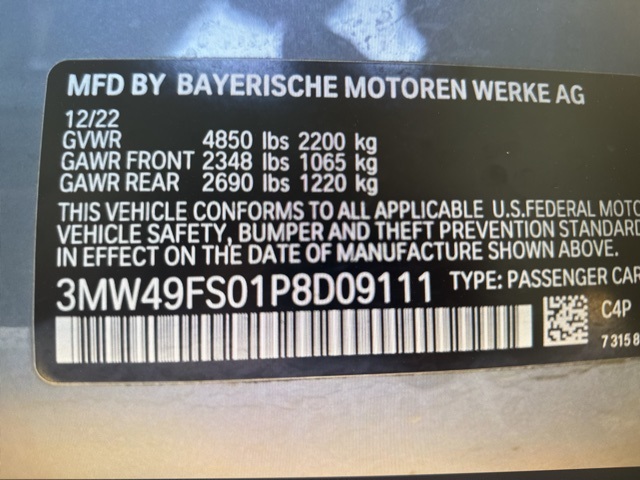 MFD BY BAYERISCHE MOTOREN WERKE AG
12/22
GVWR 4850 lbs 2200 kg
GAWR FRONT 2348 lbs 1065 kg
GAWR REAR 2690 lbs 1220 kg
THIS VEHICLE CONFORMS TO ALL APPLICABLE U.S.FEDERAL MOTO
VEHICLE SAFETY, BUMPER AND THEFT PREVENTION STANDARD
IN EFFECT ON THE DATE OF MANUFACTURE SHOWN ABOVE.
3MW49FS01P8D09111 TYPE: PASSENGER CAR
C4P
7 315 8